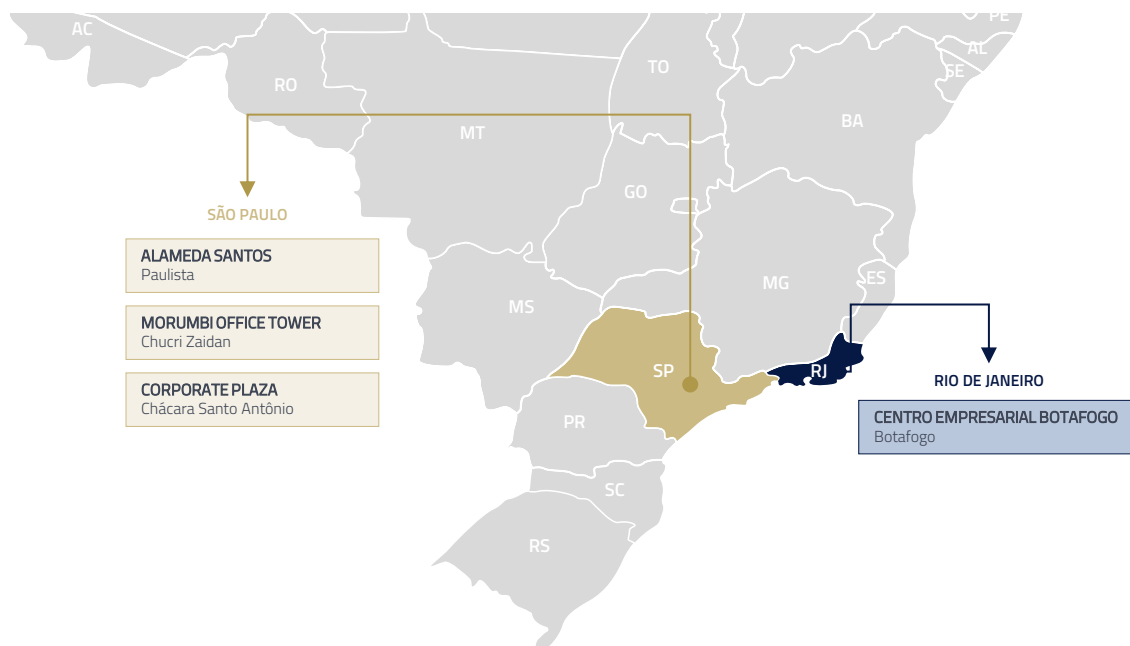 PE
AC
AL
TO
SE
RO
BA
MT
GO
SÃO PAULO
ALAMEDA SANTOS
Paulista
MG
ES
MS
MORUMBI OFFICE TOWER
Chucri Zaidan
SP
RJ
RIO DE JANEIRO
CORPORATE PLAZA
Chácara Santo Antônio
CENTRO EMPRESARIAL BOTAFOGO
Botafogo
PR
SC
RS